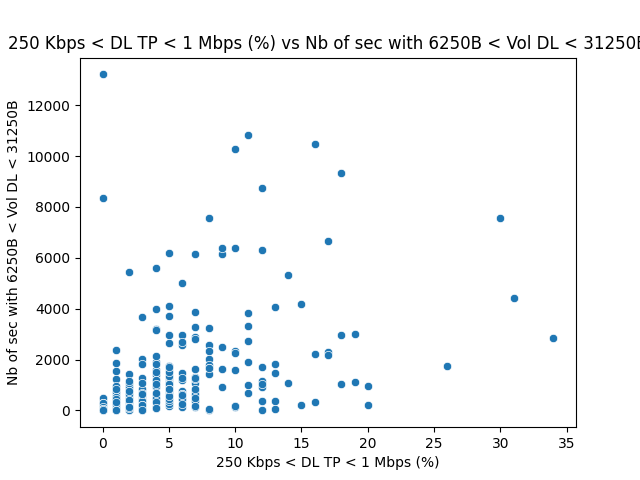 250 Kbps < DL TP < 1 Mbps (%) vs Nb of sec with 6250B < Vol DL < 31250B
Nb of sec with 6250B < Vol DL < 31250B
12000
10000
8000
6000
4000
2000
0
0 5 10 15 20 25 30 35
250 Kbps < DL TP < 1 Mbps (%)